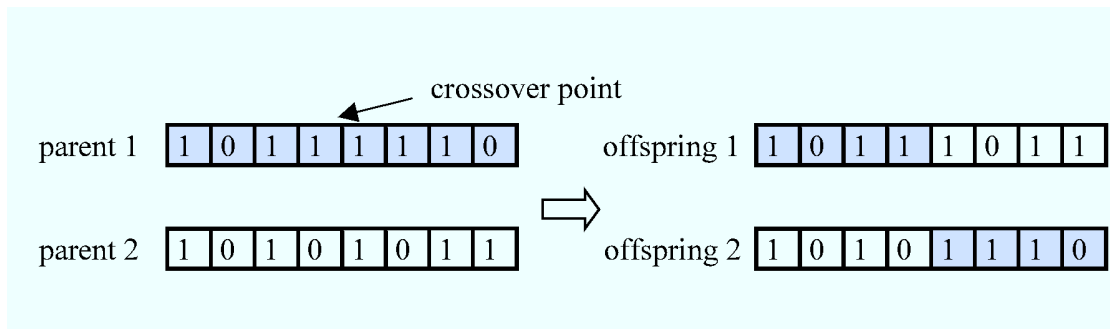 crossover point
parent 1 1 0 1 1 1 1 1 0 offspring 1 1 0 1 1 1 0 1 1
parent 2 1 0 1 0 1 0 1 1 offspring 2 1 0 1 0 1 1 1 0